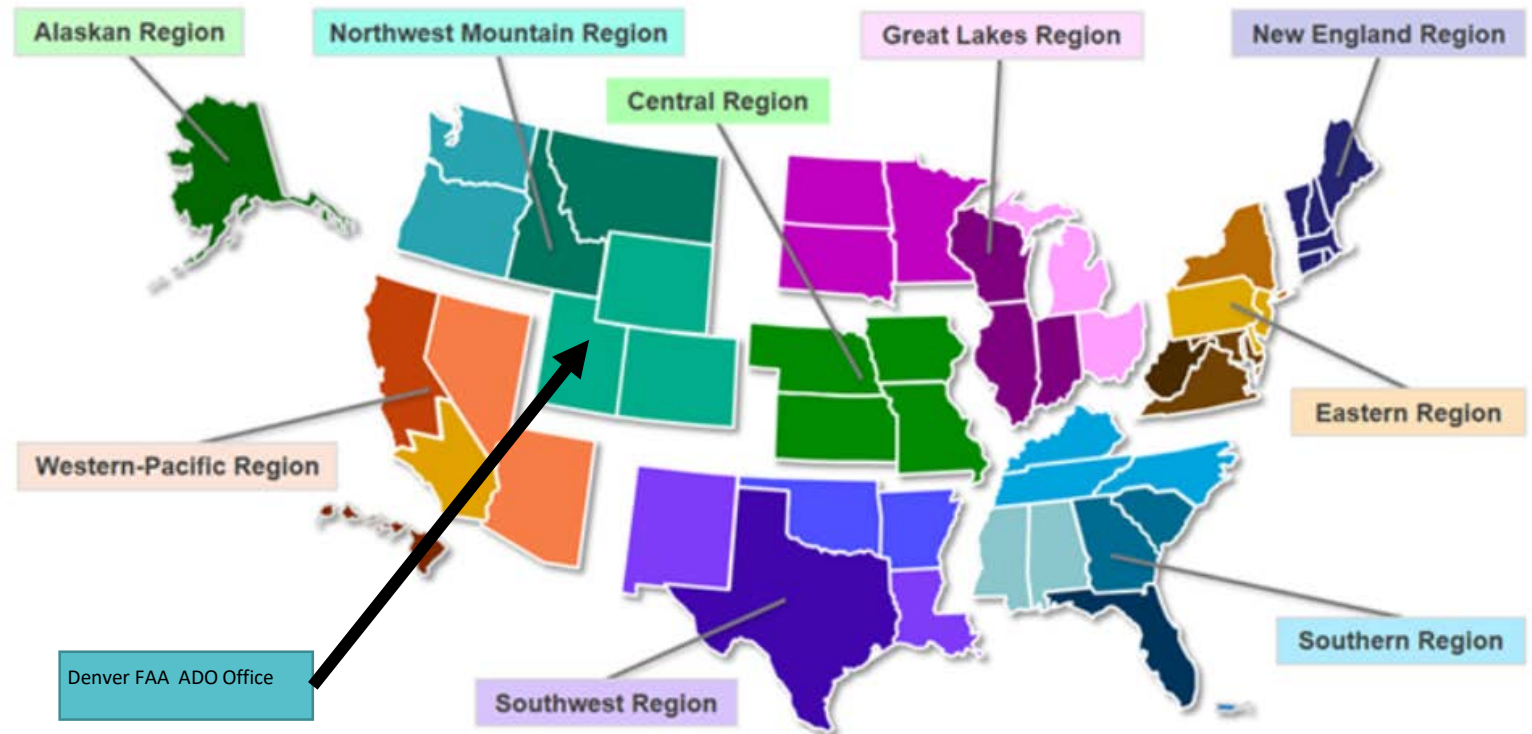 Alaskan Region
Northwest Mountain Region
Great Lakes Region
New England Region
Central Region
Eastern Region
Western-Pacific Region
Southern Region
Denver FAA ADO Office
Southwest Region